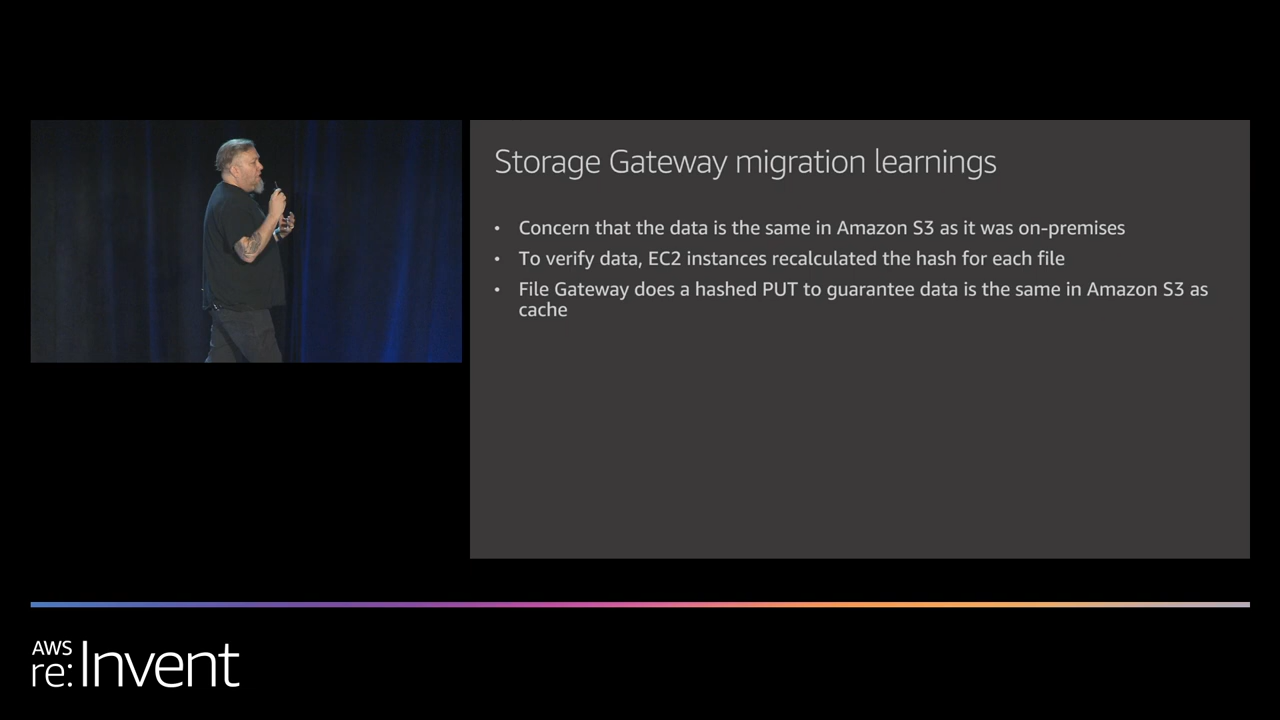 Storage Gateway migration learnings
• Concern that the data is the same in Amazon S3 as it was on-premises
• To verify data, EC2 instances recalculated the hash for each file
• File Gateway does a hashed PUT to guarantee data is the same in Amazon S3 as
cache
AWS
re:Invent